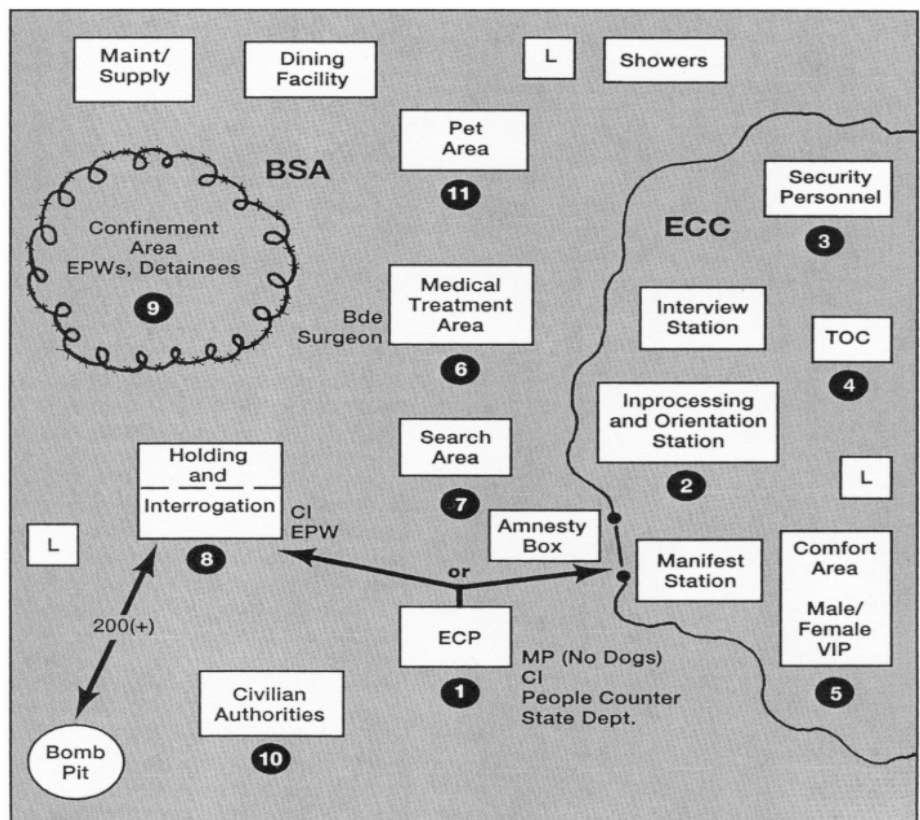 Maint/
Supply
Dining
Facility
L
Showers
Pet
Area
11
BSA
Confinement
Area
EPWs, Detainees
9
ECC
Security
Personnel
3
Bde
Surgeon
Medical
Treatment
Area
6
Interview
Station
TOC
4
Inprocessing
and Orientation
Station
2
Search
Area
7
Holding
and
Interrogation
8
CI
EPW
L
L
Amnesty
Box
Manifest
Station
Comfort
Area
Male/
Female
VIP
5
or
ECP
1
MP (No Dogs)
CI
People Counter
State Dept.
200(+)
Civilian
Authorities
10
Bomb
Pit